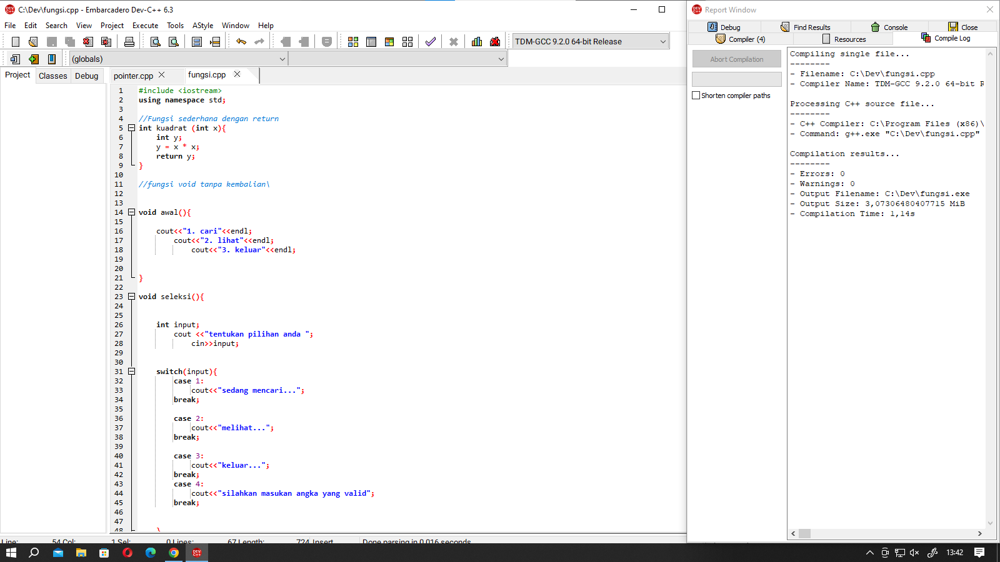 C:\Dev\fungsi.cpp - Embarcadero Dev-C++ 6.3
File Edit Search View Project Execute Tools AStyle Window Help
TDM-GCC 9.2.0 64-bit Release
(globals)
Project Classes Debug
pointer.cpp fungsi.cpp
1 #include <iostream>
2 using namespace std;
3
4 //Fungsi sederhana dengan return
5 int kuadrat (int x){
6 int y;
7 y = x * x;
8 return y;
9 }
10
11 //fungsi void tanpa kembalian\
12
13
14 void awal(){
15
16 cout<<"1. cari"<<endl;
17 cout<<"2. lihat"<<endl;
18 cout<<"3. keluar"<<endl;
19
20
21 }
22
23 void seleksi(){
24
25
26 int input;
27 cout <<"tentukan pilihan anda ";
28 cin>>input;
29
30
31 switch(input){
32 case 1:
33 cout<<"sedang mencari...";
34 break;
35
36 case 2:
37 cout<<"melihat...";
38 break;
39
40 case 3:
41 cout<<"keluar...";
42 break;
43 case 4:
44 cout<<"silahkan masukan angka yang valid";
45 break;
46
47
48 }
Line: 54 Col: 1 Sel: 0 Lines: 67 Length: 724 Insert Done parsing in 0.016 seconds
Report Window
Debug Find Results Console Close
Compiler (4) Resources Compile Log
Abort Compilation
Shorten compiler paths
Compiling single file...
--------
- Filename: C:\Dev\fungsi.cpp
- Compiler Name: TDM-GCC 9.2.0 64-bit R
Processing C++ source file...
--------
- C++ Compiler: C:\Program Files (x86)\
- Command: g++.exe "C:\Dev\fungsi.cpp"
Compilation results...
--------
- Errors: 0
- Warnings: 0
- Output Filename: C:\Dev\fungsi.exe
- Output Size: 3,07306480407715 MiB
- Compilation Time: 1,14s
13:42